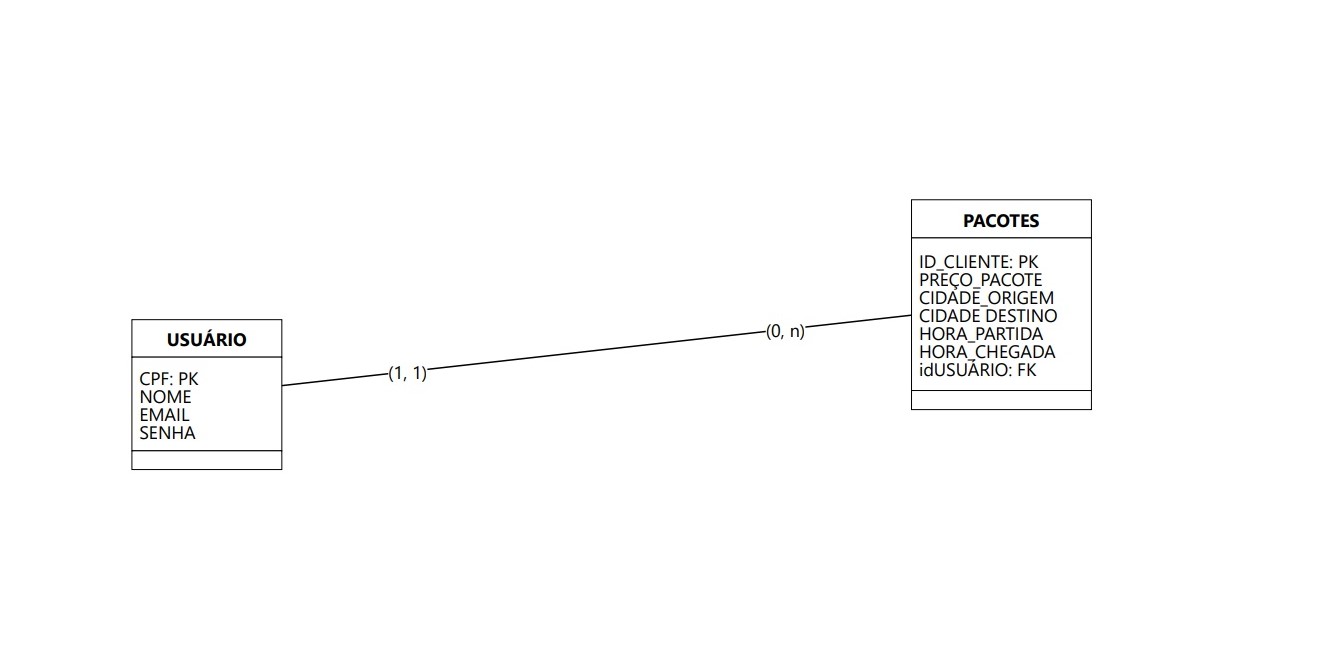 USUÁRIO
CPF: PK
NOME
EMAIL
SENHA
(1, 1)
(0, n)
PACOTES
ID_CLIENTE: PK
PREÇO_PACOTE
CIDADE_ORIGEM
CIDADE DESTINO
HORA_PARTIDA
HORA_CHEGADA
idUSUÁRIO: FK